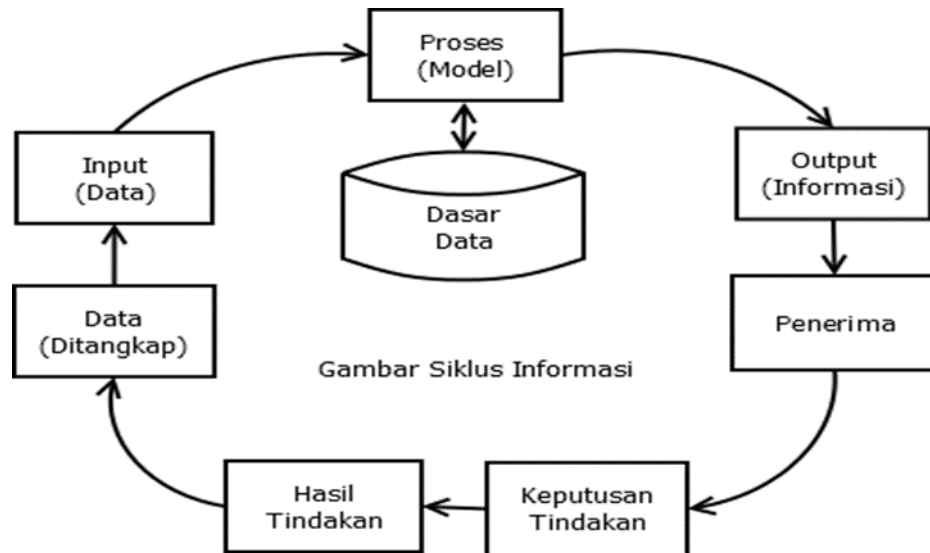 Proses
(Model)
Input
(Data)
Output
(Informasi)
Dasar
Data
Data
(Ditangkap)
Penerima
Gambar Siklus Informasi
Hasil
Tindakan
Keputusan
Tindakan